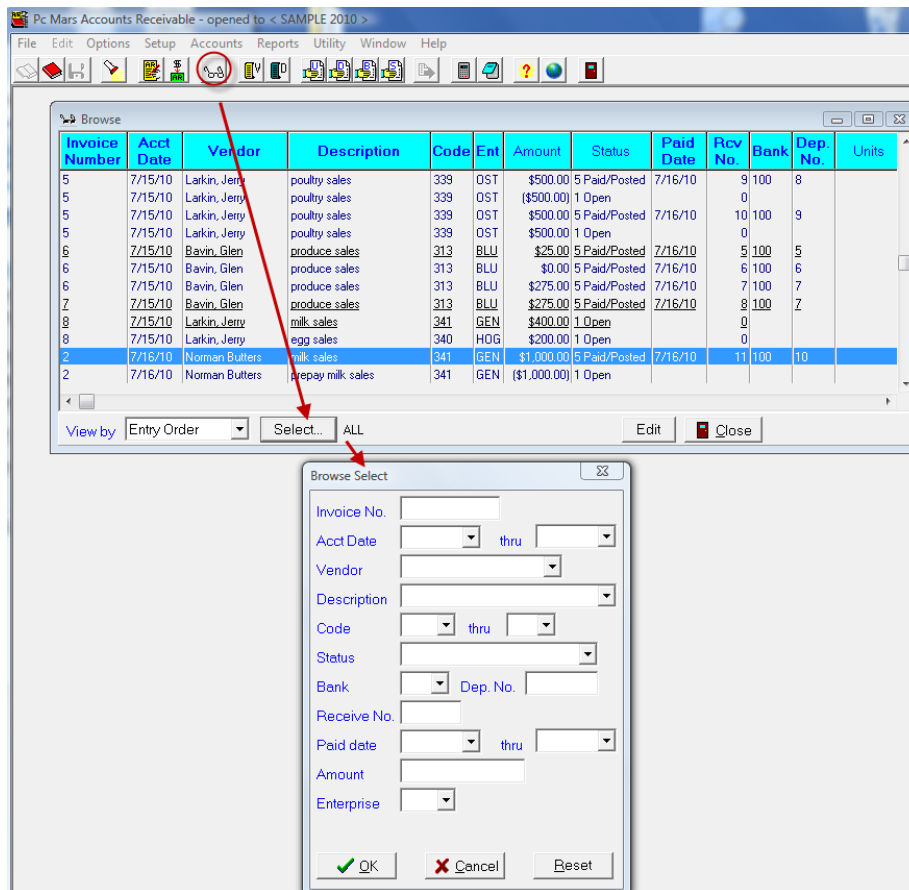 Pc Mars Accounts Receivable - opened to < SAMPLE 2010 >
File Edit Options Setup Accounts Reports Utility Window Help
Browse
Invoice Number Acct Date Vendor Description Code Ent Amount Status Paid Date Rcv No. Bank Dep. No. Units
5 7/15/10 Larkin, Jerry poultry sales 339 OST $500.00 5 Paid/Posted 7/16/10 9 100 8
5 7/15/10 Larkin, Jerry poultry sales 339 OST ($500.00) 1 Open 0
5 7/15/10 Larkin, Jerry poultry sales 339 OST $500.00 5 Paid/Posted 7/16/10 10 100 9
5 7/15/10 Larkin, Jerry poultry sales 339 OST $500.00 1 Open 0
6 7/15/10 Bavin, Glen produce sales 313 BLU $25.00 5 Paid/Posted 7/16/10 5 100 5
6 7/15/10 Bavin, Glen produce sales 313 BLU $0.00 5 Paid/Posted 7/16/10 6 100 6
6 7/15/10 Bavin, Glen produce sales 313 BLU $275.00 5 Paid/Posted 7/16/10 7 100 7
7 7/15/10 Bavin, Glen produce sales 313 BLU $275.00 5 Paid/Posted 7/16/10 8 100 7
8 7/15/10 Larkin, Jerry milk sales 341 GEN $400.00 1 Open 0
8 7/15/10 Larkin, Jerry egg sales 340 HOG $200.00 1 Open 0
2 7/16/10 Norman Butters milk sales 341 GEN $1,000.00 5 Paid/Posted 7/16/10 11 100 10
2 7/16/10 Norman Butters prepay milk sales 341 GEN ($1,000.00) 1 Open
View by Entry Order Select... ALL Edit Close
Browse Select
Invoice No.
Acct Date thru
Vendor
Description
Code thru
Status
Bank Dep. No.
Receive No.
Paid date thru
Amount
Enterprise
OK Cancel Reset